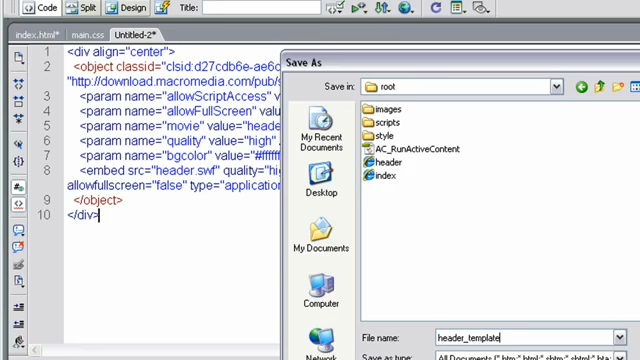 Code Split Design Title:
index.html* main.css Untitled-2*
1 <div align="center">
2 <object classid="clsid:d27cdb6e-ae6d
"http://download.macromedia.com/pub/s
3 <param name="allowScriptAccess" v
4 <param name="allowFullScreen" valu
5 <param name="movie" value="heade
6 <param name="quality" value="high"
7 <param name="bgcolor" value="#ffffff
8 <embed src="header.swf" quality="hig
allowfullscreen="false" type="application
9 </object>
10 </div>
Save As
Save in: root
My Recent
Documents
Desktop
My Documents
Computer
Network
images
scripts
style
AC_RunActiveContent
header
index
File name: header_template
Save as type: All Documents (*.htm;*.html;*.shtm;*.shtml;*.hta;